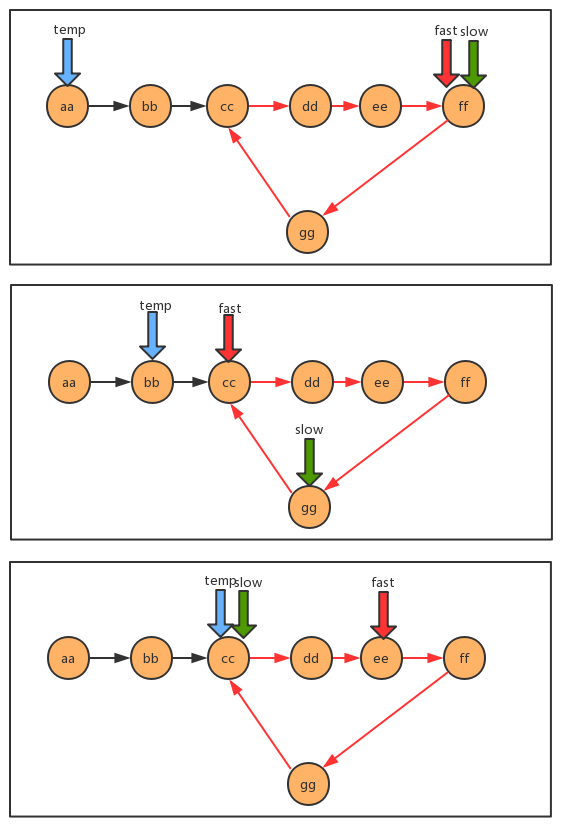 temp fast slow
aa bb cc dd ee ff
gg
temp fast
aa bb cc dd ee ff
slow
gg
temp slow fast
aa bb cc dd ee ff
gg